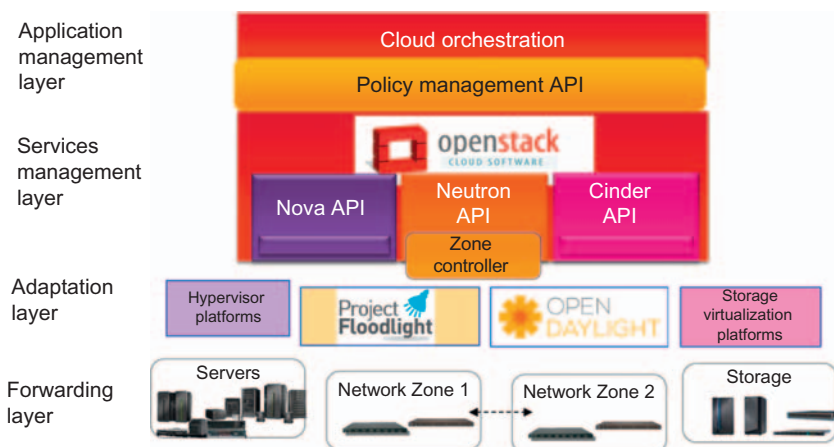 Application
management
layer
Cloud orchestration
Policy management API
Services
management
layer
openstack
CLOUD SOFTWARE
Nova API
Neutron
API
Cinder
API
Zone
controller
Adaptation
layer
Hypervisor
platforms
Project
Floodlight
OPEN
DAYLIGHT
Storage
virtualization
platforms
Forwarding
layer
Servers
Network Zone 1
Network Zone 2
Storage